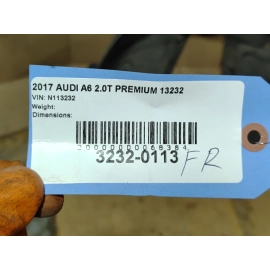 2017 AUDI A6 2.0T PREMIUM 13232
VIN: N113232
Weight:
Dimensions:
3232-0113 FR